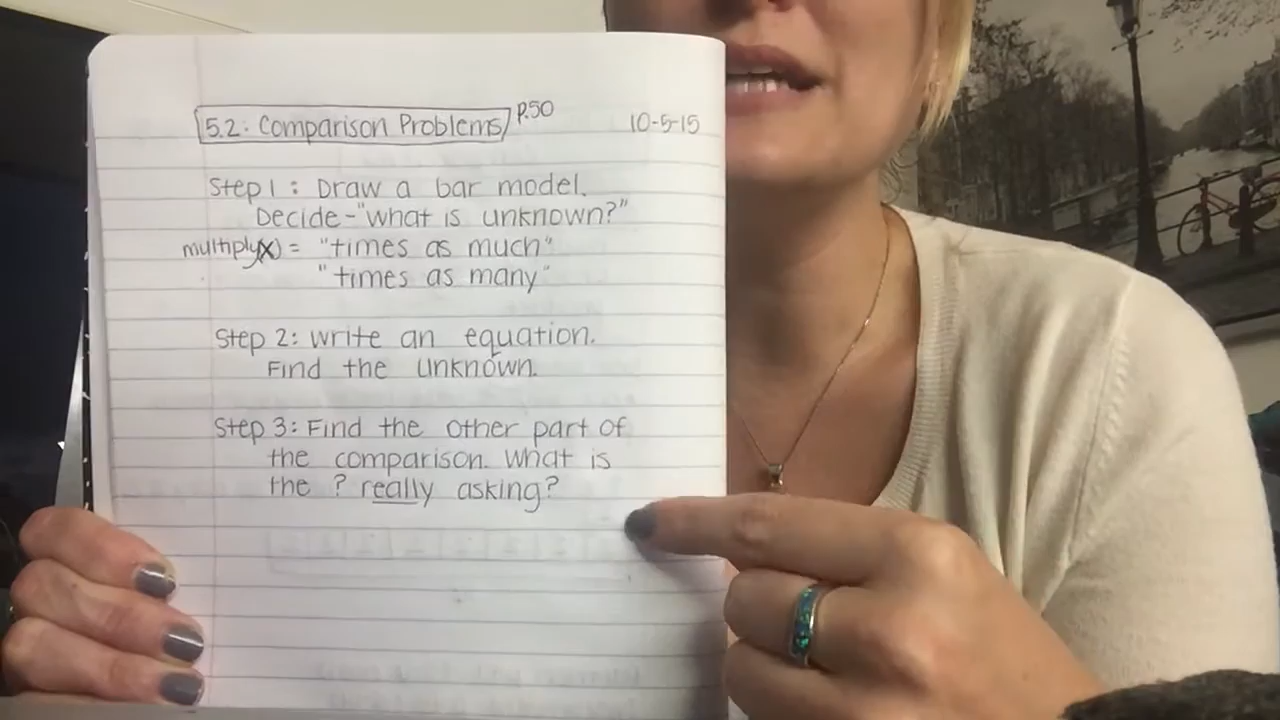 5.2: Comparison Problems p.50 10-5-15
Step 1: Draw a bar model.
Decide-"what is unknown?"
multiply(x) = "times as much"
"times as many"
Step 2: write an equation.
Find the unknown.
Step 3: Find the other part of
the comparison. What is
the ? really asking?